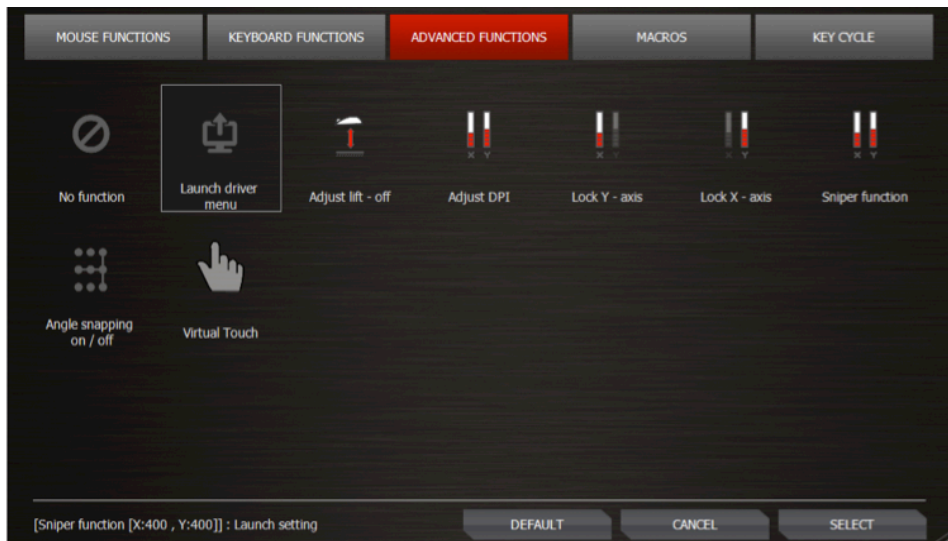 MOUSE FUNCTIONS KEYBOARD FUNCTIONS ADVANCED FUNCTIONS MACROS KEY CYCLE
X Y X Y X Y X Y
No function Launch driver Adjust lift - off Adjust DPI Lock Y - axis Lock X - axis Sniper function
menu
Angle snapping Virtual Touch
on / off
[Sniper function [X:400 , Y:400]] : Launch setting DEFAULT CANCEL SELECT